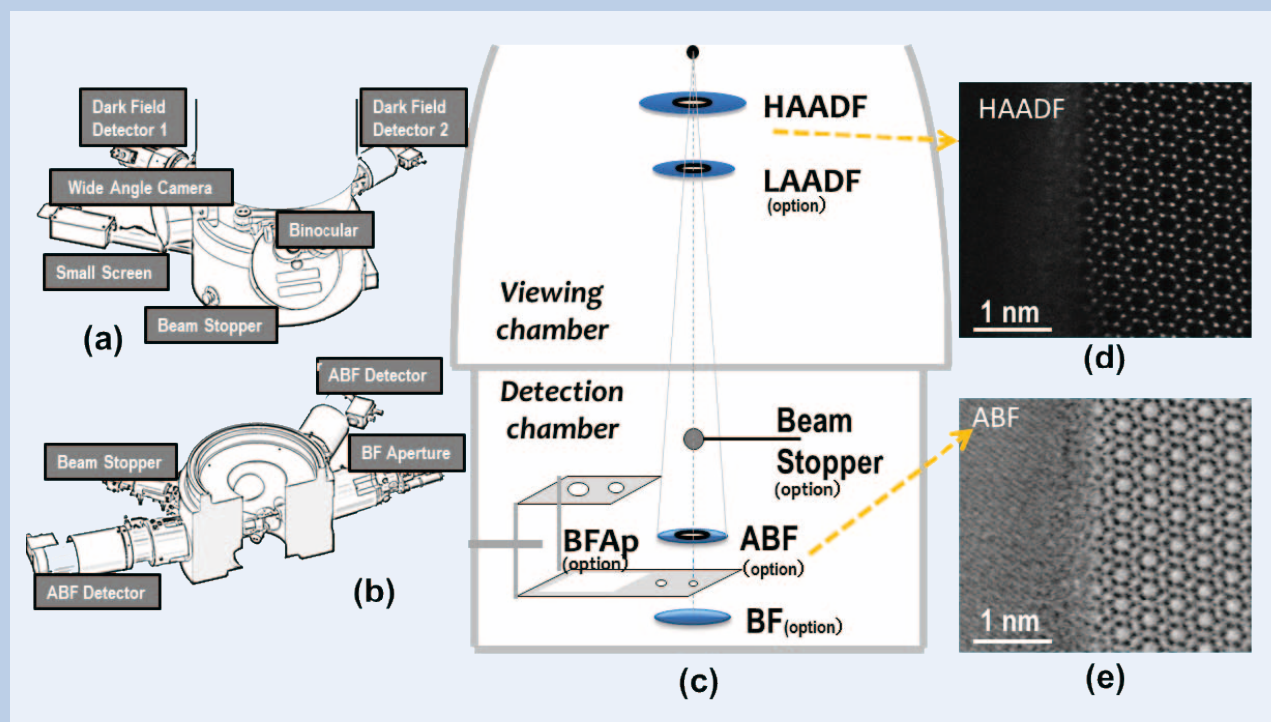 Dark Field
Detector 1
Dark Field
Detector 2
Wide Angle Camera
Binocular
Small Screen
Beam Stopper
(a)
ABF Detector
Beam Stopper
BF Aperture
ABF Detector
(b)
HAADF
LAADF
(option)
Viewing
chamber
Detection
chamber
Beam
Stopper
(option)
BFAp
(option)
ABF
(option)
BF(option)
(c)
HAADF
1 nm
(d)
ABF
1 nm
(e)